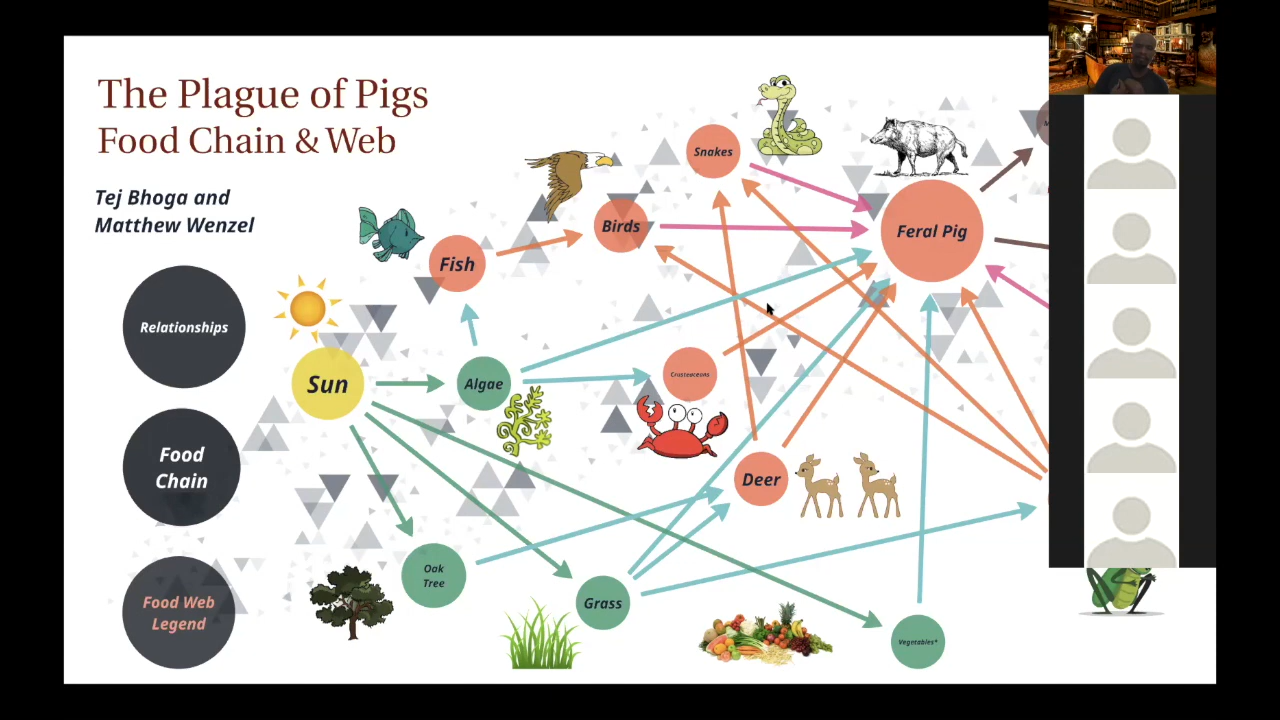 The Plague of Pigs
Food Chain & Web
Tej Bhoga and
Matthew Wenzel
Relationships
Food
Chain
Food Web
Legend
Sun
Fish
Algae
Birds
Snakes
Feral Pig
Crustaceans
Deer
Oak
Tree
Grass
Vegetables*